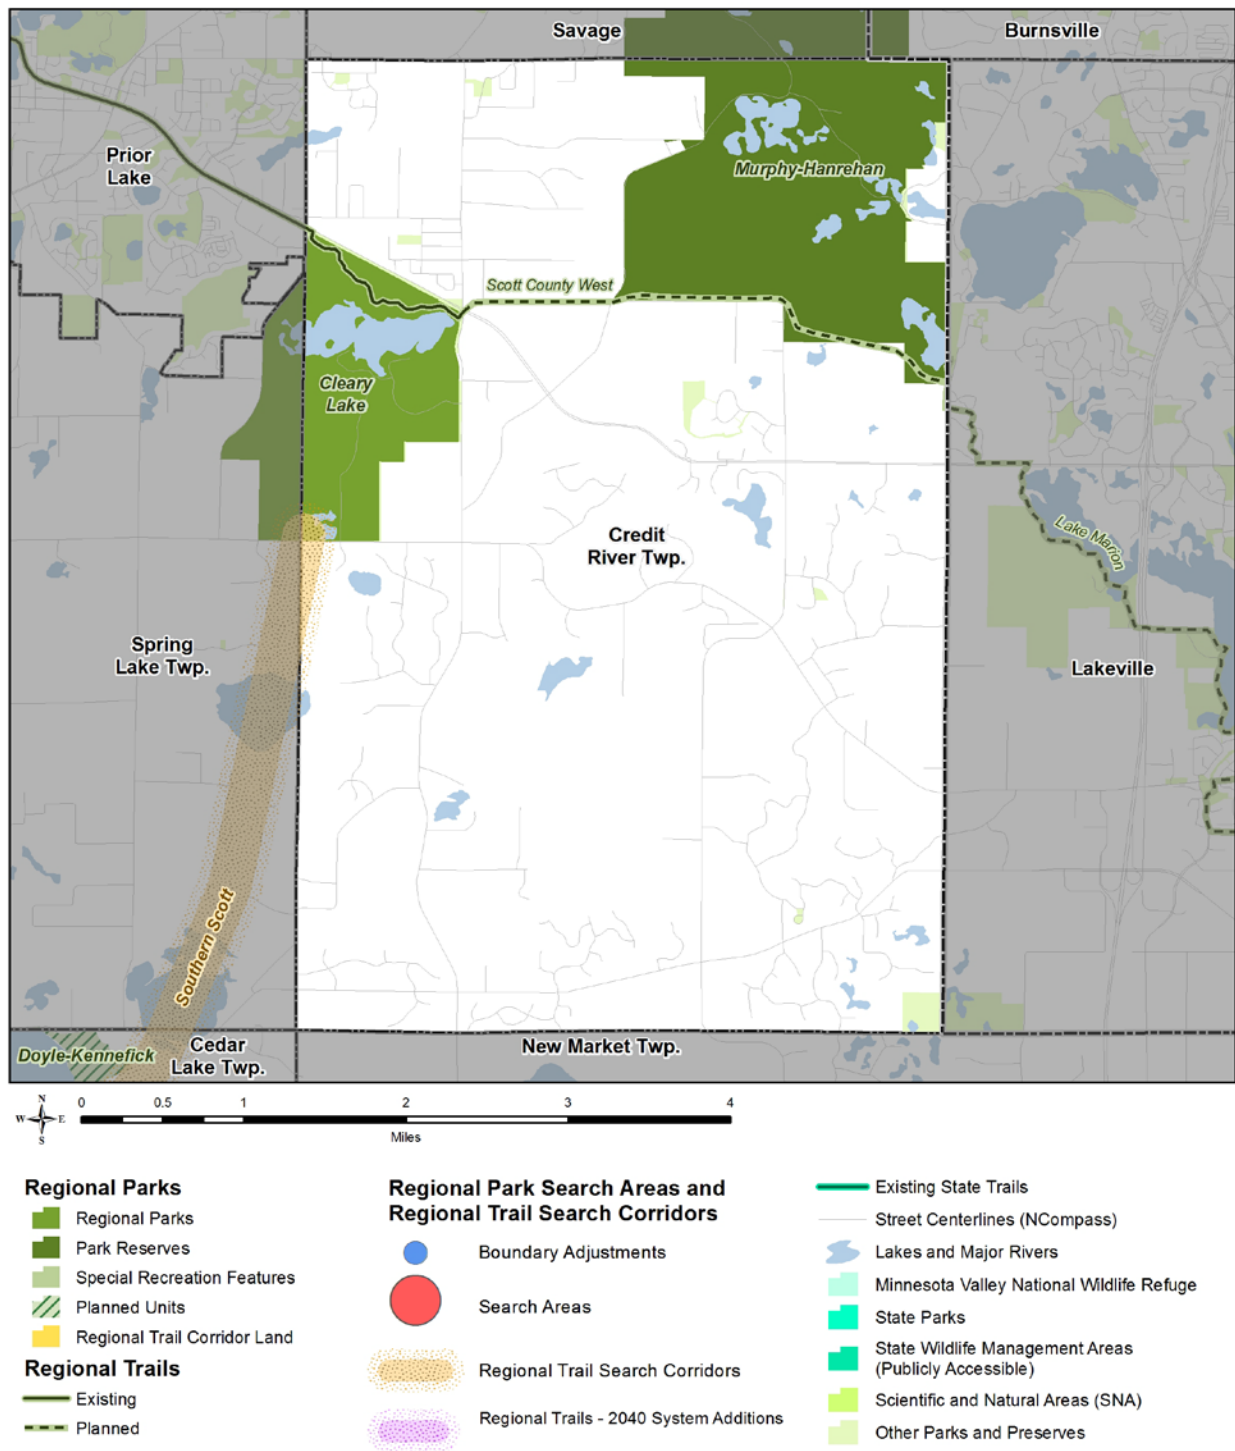 Savage
Burnsville
Prior
Lake
Murphy-Hanrehan
Scott County West
Cleary
Lake
Credit
River Twp.
Lake Marion
Spring
Lake Twp.
Lakeville
Southern Scott
Doyle-Kennefick
Cedar
Lake Twp.
New Market Twp.
N
W E
S
0 0.5 1 2 3 4
Miles
Regional Parks
Regional Parks
Park Reserves
Special Recreation Features
Planned Units
Regional Trail Corridor Land
Regional Trails
Existing
Planned
Regional Park Search Areas and
Regional Trail Search Corridors
Boundary Adjustments
Search Areas
Regional Trail Search Corridors
Regional Trails - 2040 System Additions
Existing State Trails
Street Centerlines (NCompass)
Lakes and Major Rivers
Minnesota Valley National Wildlife Refuge
State Parks
State Wildlife Management Areas
(Publicly Accessible)
Scientific and Natural Areas (SNA)
Other Parks and Preserves